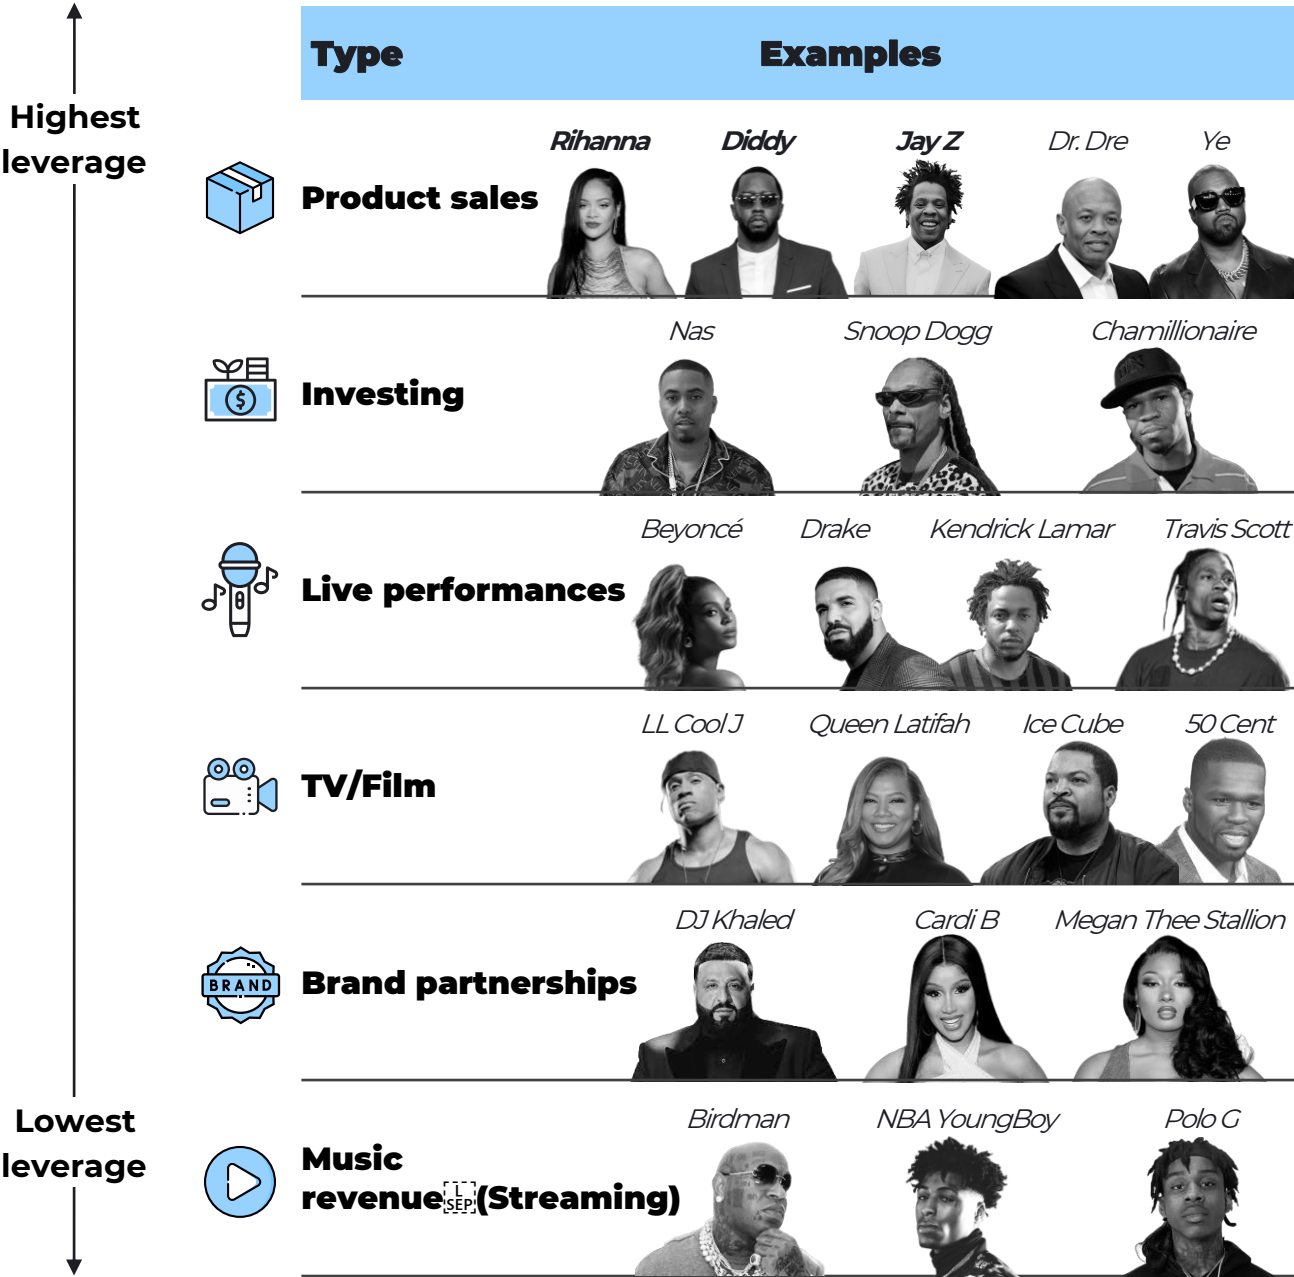 Type Examples
Highest
leverage
Rihanna Diddy Jay Z Dr. Dre Ye
Product sales
Nas Snoop Dogg Chamillionaire
Investing
Beyoncé Drake Kendrick Lamar Travis Scott
Live performances
LL Cool J Queen Latifah Ice Cube 50 Cent
TV/Film
DJ Khaled Cardi B Megan Thee Stallion
BRAND
Brand partnerships
Lowest
leverage
Birdman NBA YoungBoy Polo G
Music
revenue L SEP (Streaming)